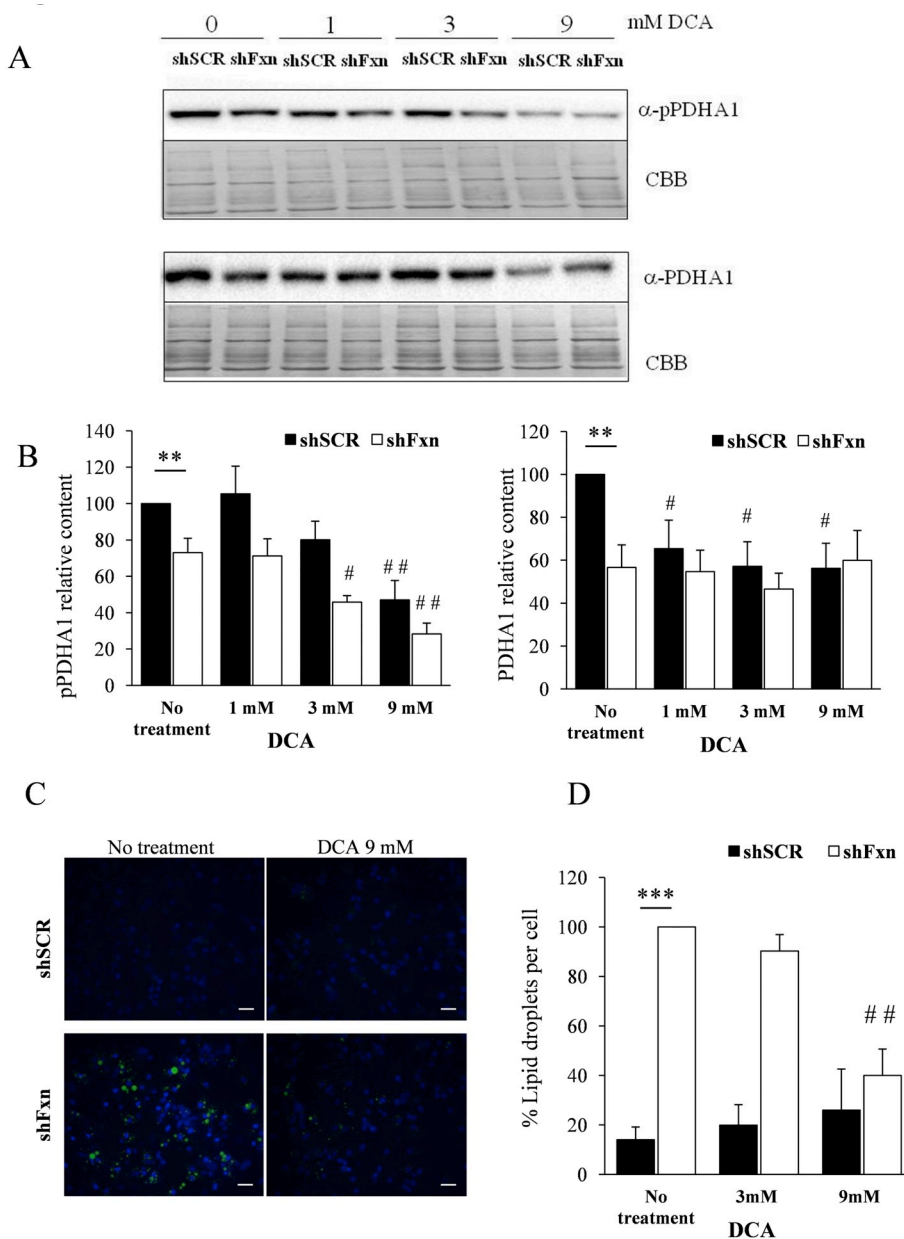 0 1 3 9 mM DCA
A
shSCR shFxn shSCR shFxn shSCR shFxn shSCR shFxn
α-pPDHA1
CBB
α-PDHA1
CBB
B
pPDHA1 relative content
140
120
100
80
60
40
20
0
shSCR shFxn
**
#
# #
# #
No treatment
1 mM
3 mM
9 mM
DCA
PDHA1 relative content
120
100
80
60
40
20
0
shSCR shFxn
**
#
#
#
No treatment
1 mM
3 mM
9 mM
DCA
C
No treatment DCA 9 mM
shSCR
shFxn
D
shSCR shFxn
% Lipid droplets per cell
120
100
80
60
40
20
0
***
# #
No treatment
3mM
9mM
DCA